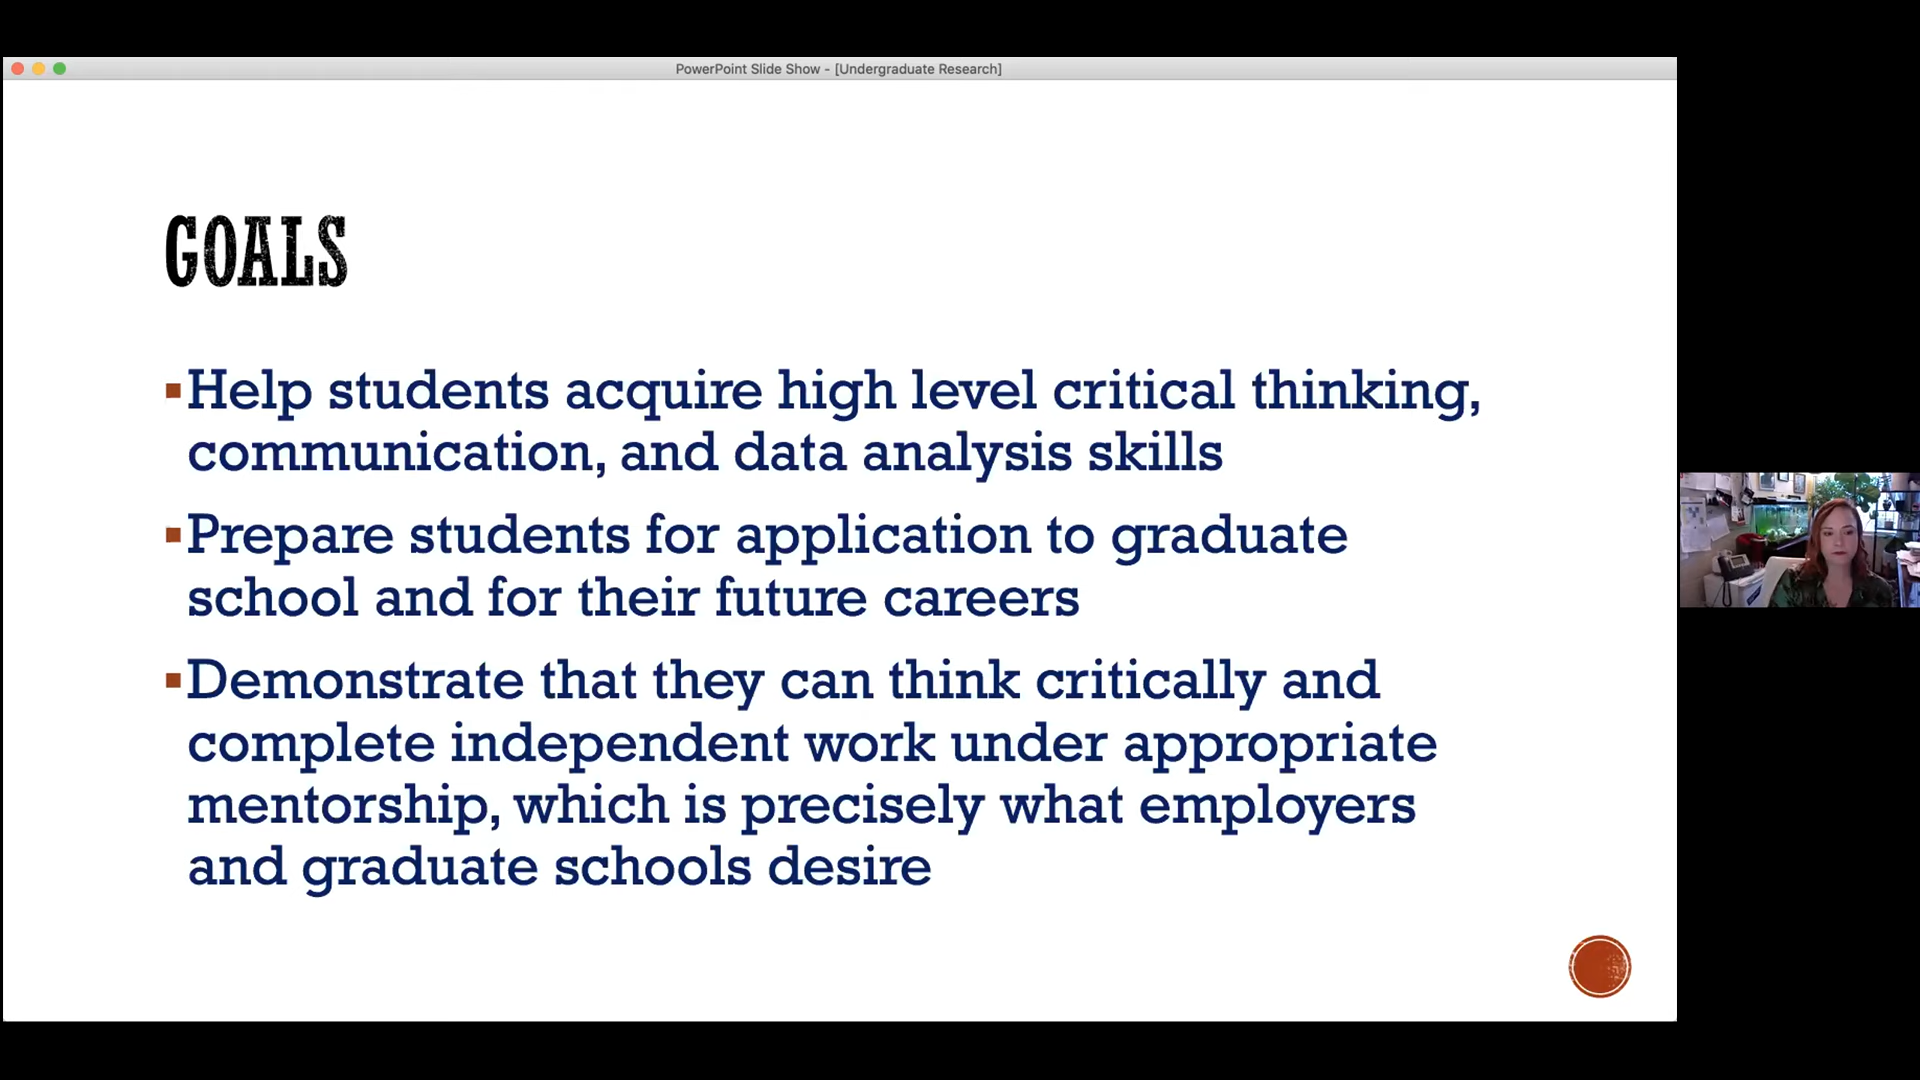 PowerPoint Slide Show - [Undergraduate Research]
GOALS
▪Help students acquire high level critical thinking,
communication, and data analysis skills
▪Prepare students for application to graduate
school and for their future careers
▪Demonstrate that they can think critically and
complete independent work under appropriate
mentorship, which is precisely what employers
and graduate schools desire